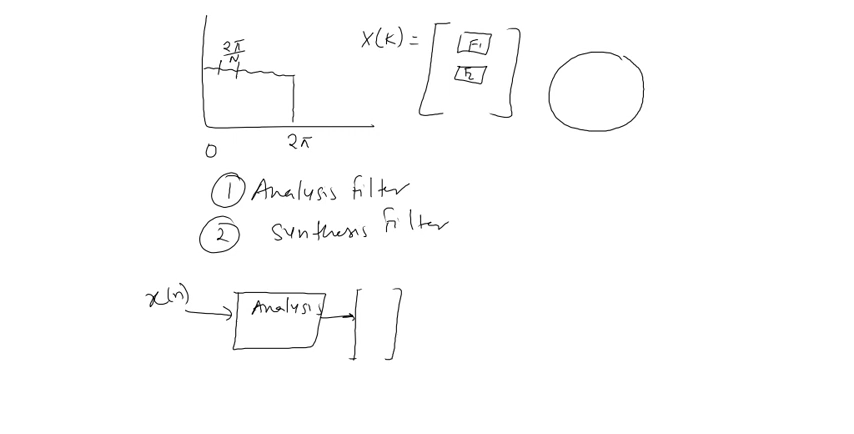 2π/N
X(K) = [ F1
F2 ]
0 2π
① Analysis filter
② Synthesis Filter
x(n)
Analysis
[ ]